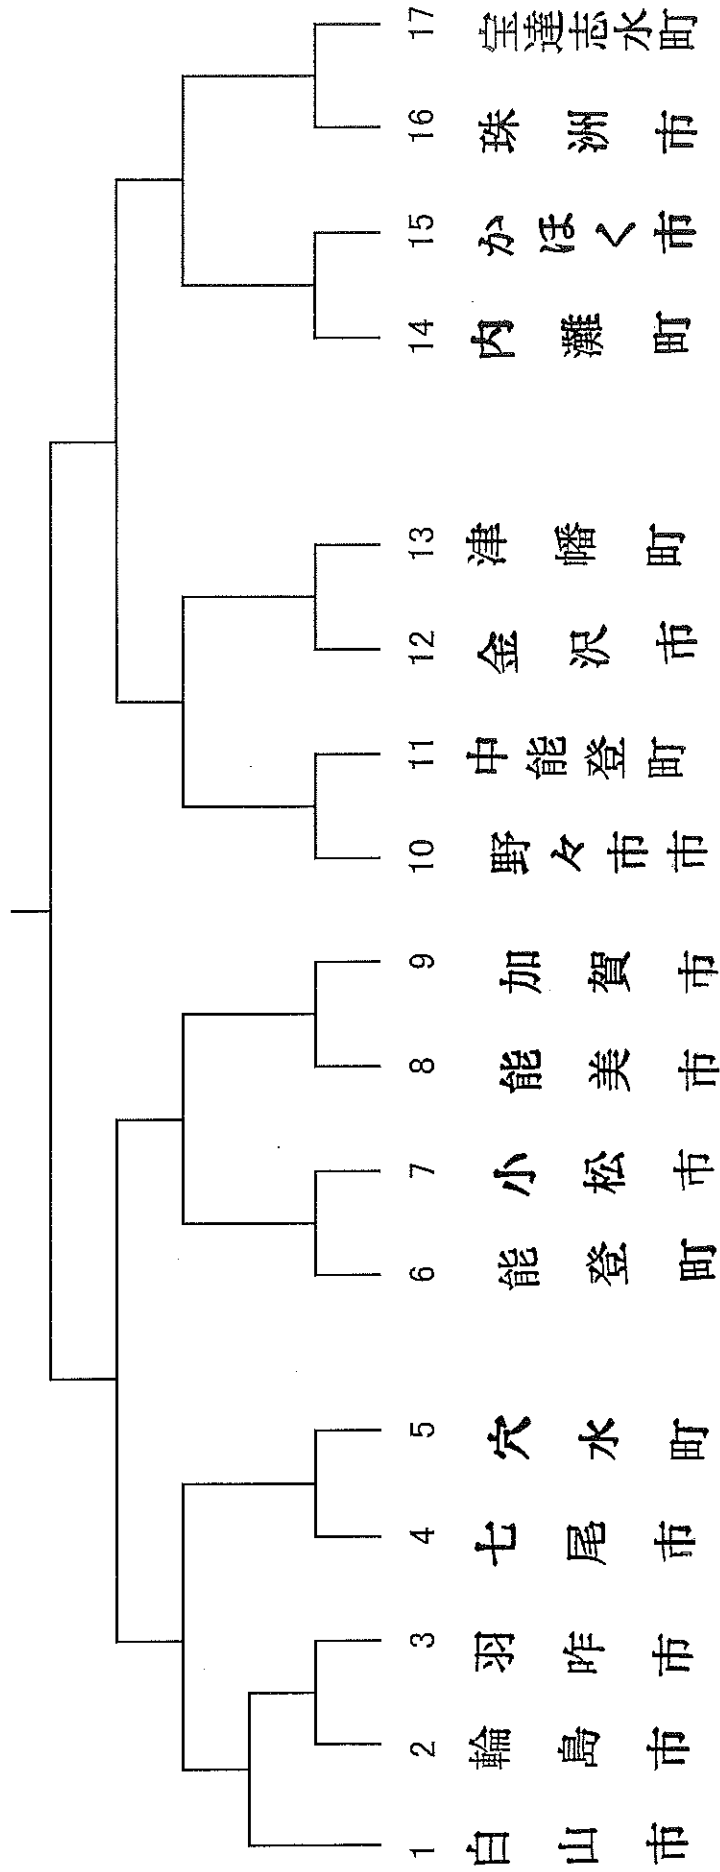 1 白山市
2 輪島市
3 羽咋市
4 七尾市
5 穴水町
6 能登町
7 小松市
8 能美市
9 加賀市
10 野々市市
11 中能登町
12 金沢市
13 津幡町
14 内灘町
15 かほく市
16 珠洲市
17 宝達志水町